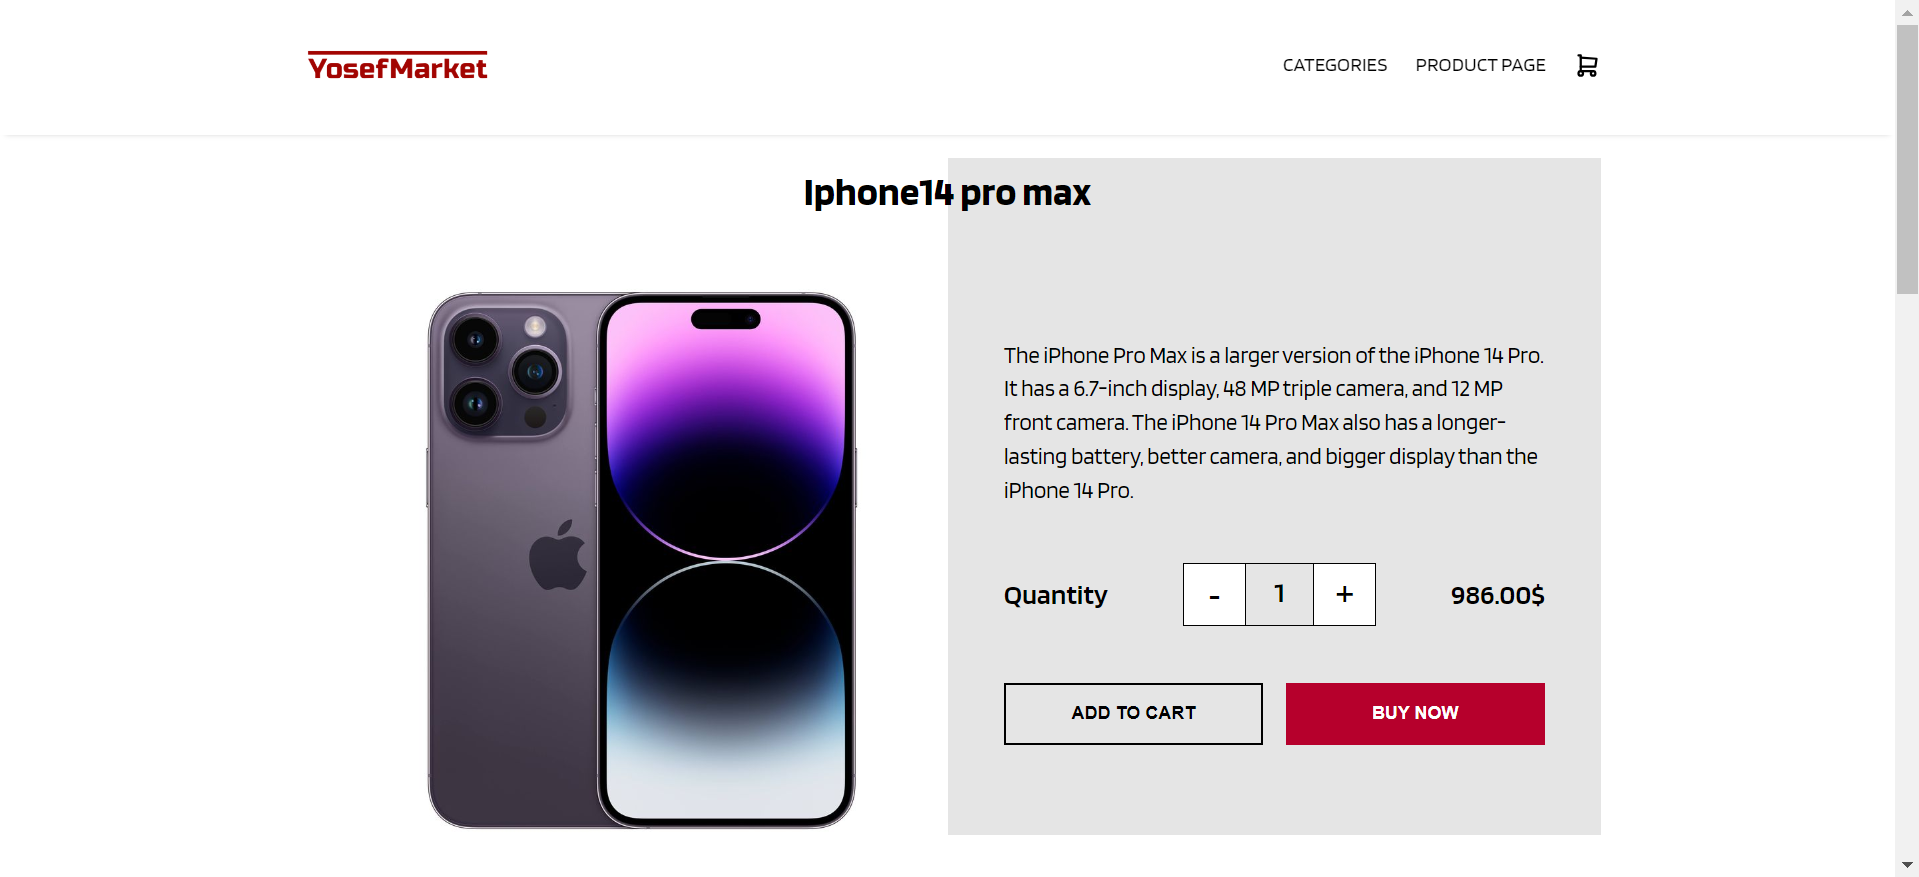 YosefMarket
CATEGORIES
PRODUCT PAGE
Iphone14 pro max
The iPhone Pro Max is a larger version of the iPhone 14 Pro.
It has a 6.7-inch display, 48 MP triple camera, and 12 MP
front camera. The iPhone 14 Pro Max also has a longer-
lasting battery, better camera, and bigger display than the
iPhone 14 Pro.
Quantity
-
1
+
986.00$
ADD TO CART
BUY NOW